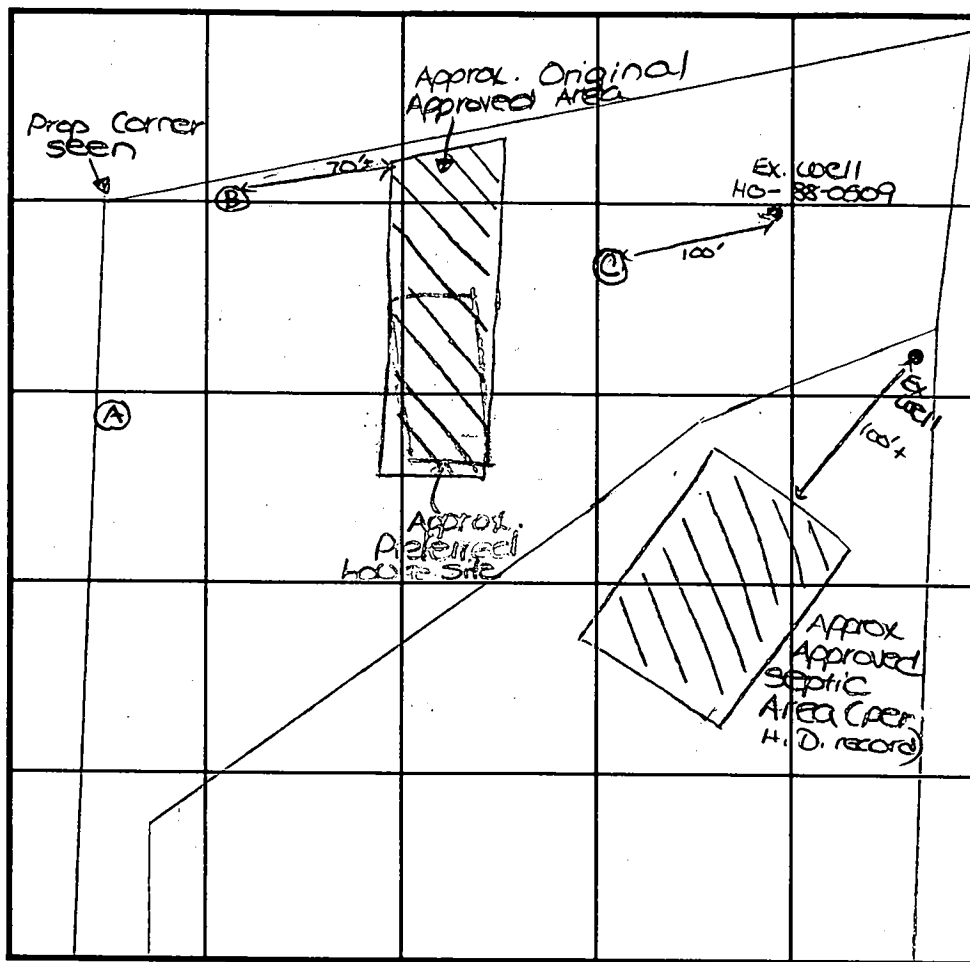 Approx. Original
Approved Area
Prop Corner
seen
70'±
B
Ex. Well
HO-88-0509
100'
C
A
Ex
Well
100'±
Approx.
Preferred
House Site
Approx
Approved
Septic
Area (per
H.D. record)